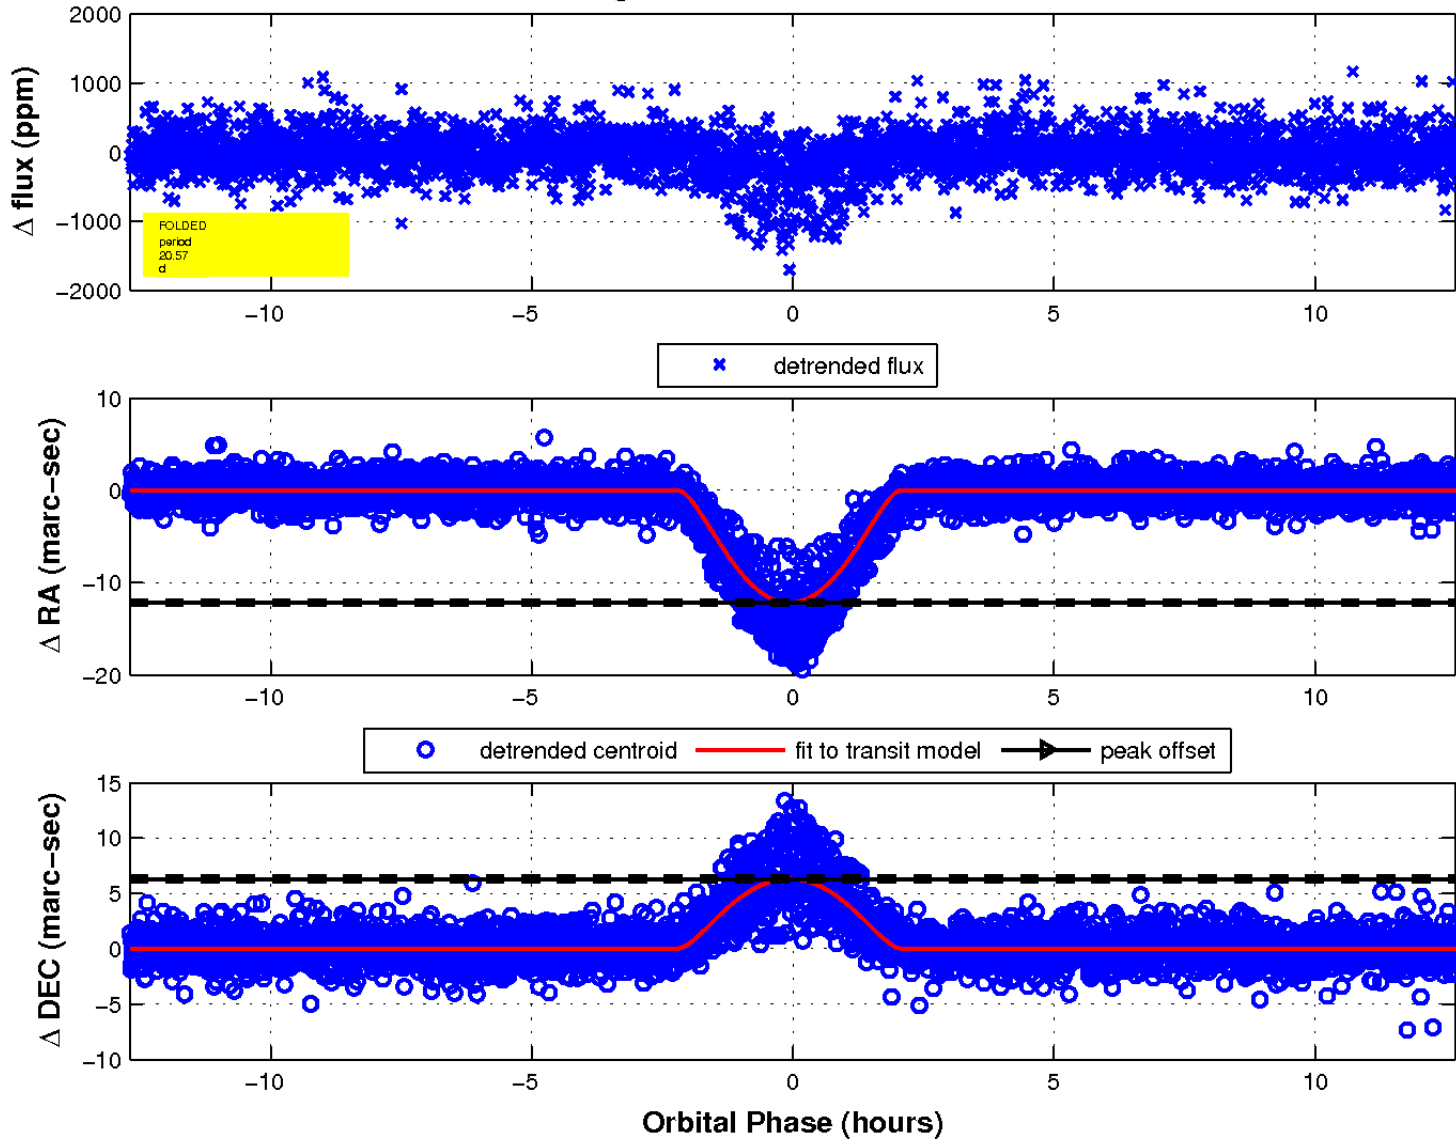 2000
1000
0
−1000
−2000
Δ flux (ppm)
FOLDED
period
20.57
d
−10 −5 0 5 10
detrended flux
10
0
−10
−20
Δ RA (marc−sec)
−10 −5 0 5 10
detrended centroid fit to transit model peak offset
15
10
5
0
−5
−10
Δ DEC (marc−sec)
−10 −5 0 5 10
Orbital Phase (hours)